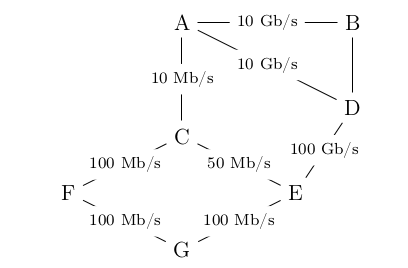 A 10 Gb/s B
10 Gb/s
10 Mb/s
D
C
100 Gb/s
100 Mb/s 50 Mb/s
F E
100 Mb/s 100 Mb/s
G